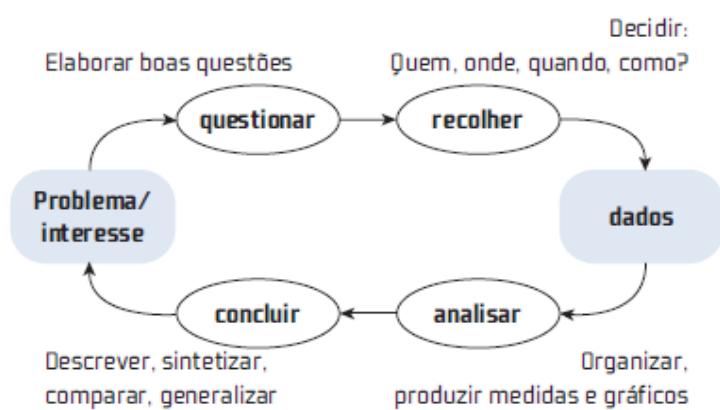 Decidir:
Elaborar boas questões
Quem, onde, quando, como?
questionar
recolher
Problema/
interesse
dados
concluir
analisar
Descrever, sintetizar,
comparar, generalizar
Organizar,
produzir medidas e gráficos